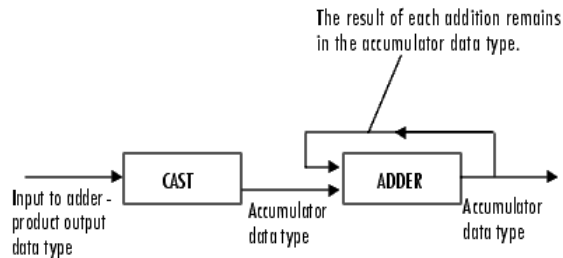 The result of each addition remains
in the accumulator data type.
CAST
ADDER
Input to adder -
product output
data type
Accumulator
data type
Accumulator
data type